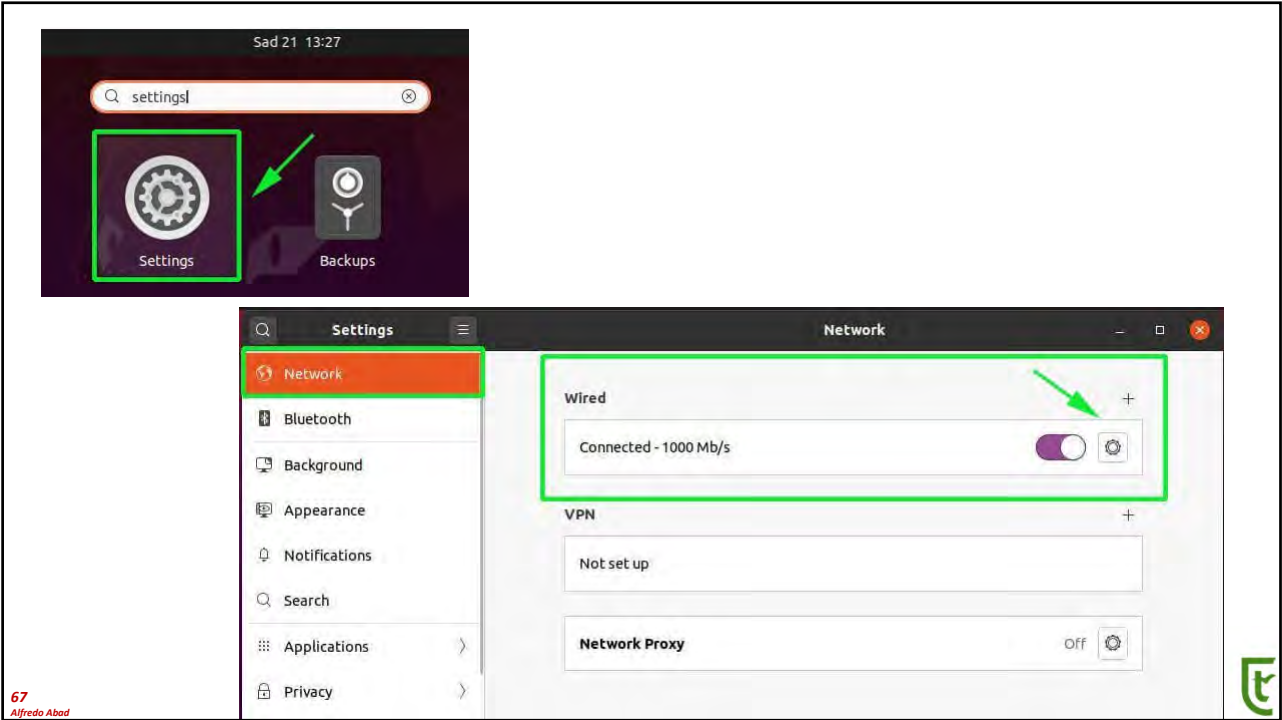 Sad 21 13:27
settings
Settings
Backups
Settings
Network
Network
Bluetooth
Background
Appearance
Notifications
Search
Applications
Privacy
Wired
Connected - 1000 Mb/s
VPN
Not set up
Network Proxy
Off
67
Alfredo Abad